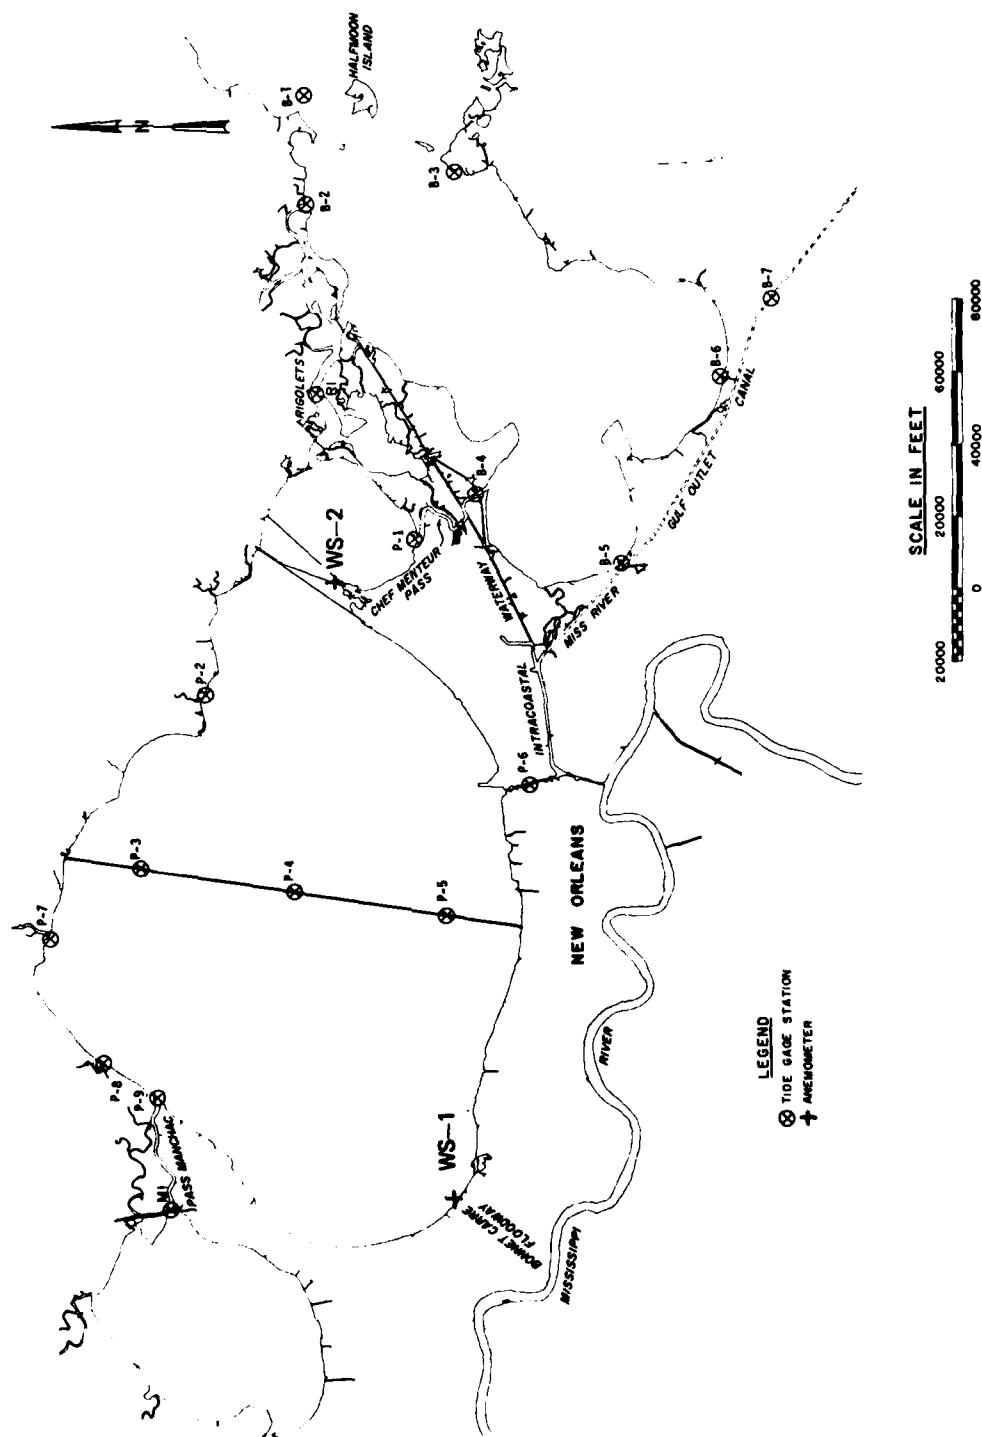 HALFMOON
ISLAND
B-1
N
B-2
B-3
RIGOLETS
B1
B-7
B-6
CANAL
B-4
GULF OUTLET
P-1
WS-2
CHEF MENTEUR
PASS
B-5
MISS RIVER
WATERWAY
INTRACOASTAL
P-2
P-6
P-3
P-4
P-5
NEW ORLEANS
P-7
P-8
P-9
M1
PASS MANCHAC
WS-1
BONNET CARRE
FLOODWAY
MISSISSIPPI
RIVER
LEGEND
TIDE GAGE STATION
ANEMOMETER
SCALE IN FEET
20000
0
20000
40000
60000
80000